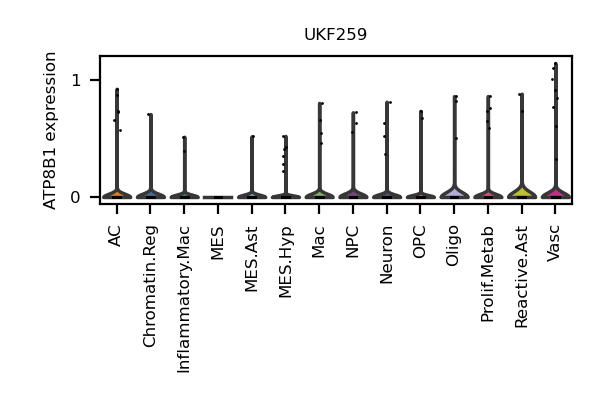 UKF259
ATP8B1 expression
1
0
AC
Chromatin.Reg
Inflammatory.Mac
MES
MES.Ast
MES.Hyp
Mac
NPC
Neuron
OPC
Oligo
Prolif.Metab
Reactive.Ast
Vasc